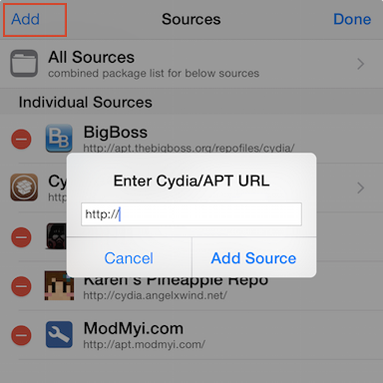 Add Sources Done
All Sources
combined package list for below sources
Individual Sources
BigBoss
http://apt.thebigboss.org/repofiles/cydia/
Cy
http
Enter Cydia/APT URL
http://
Cancel Add Source
Karen's Pineapple Repo
http://cydia.angelxwind.net/
ModMyi.com
http://apt.modmyi.com/